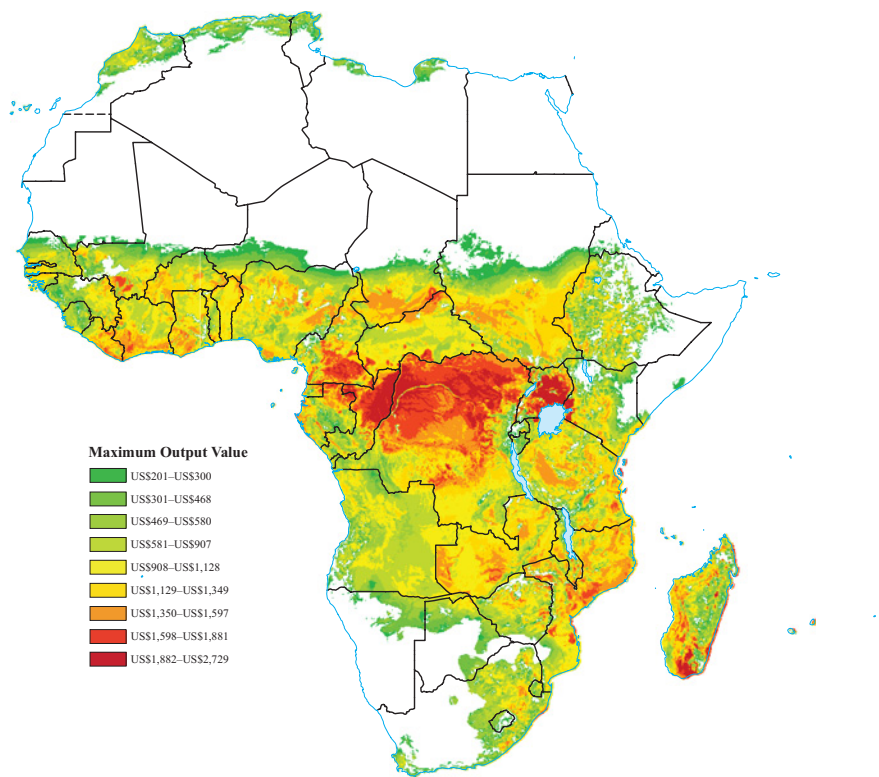 Maximum Output Value
US$201–US$300
US$301–US$468
US$469–US$580
US$581–US$907
US$908–US$1,128
US$1,129–US$1,349
US$1,350–US$1,597
US$1,598–US$1,881
US$1,882–US$2,729